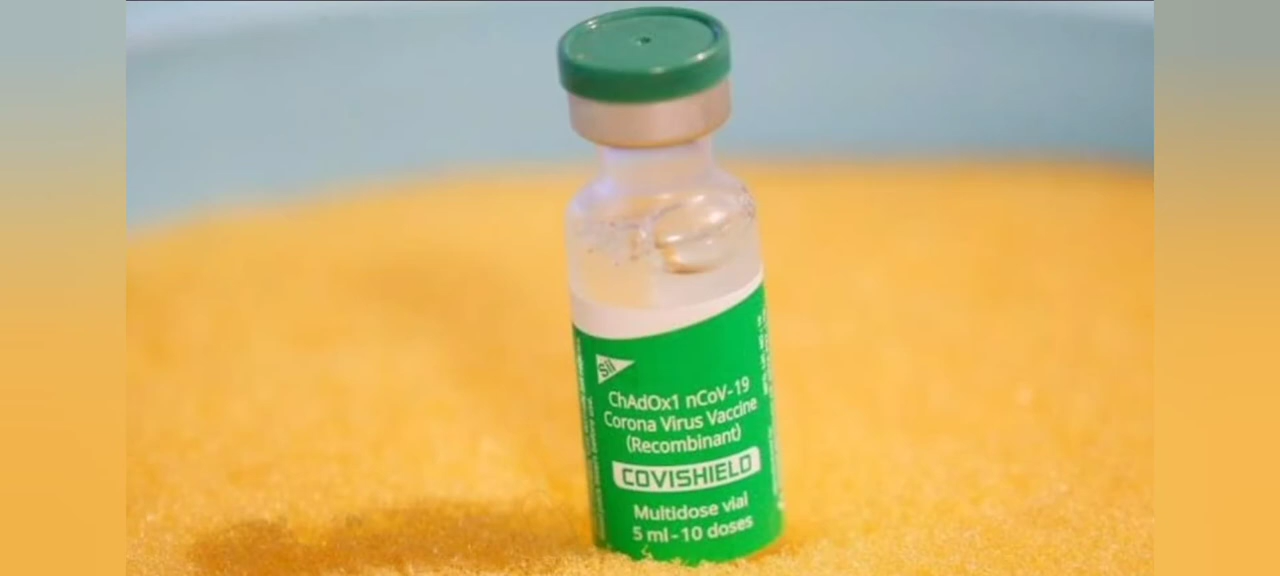 SII
ChAdOx1 nCoV-19
Corona Virus Vaccine
(Recombinant)
COVISHIELD
Multidose vial
5 ml - 10 doses